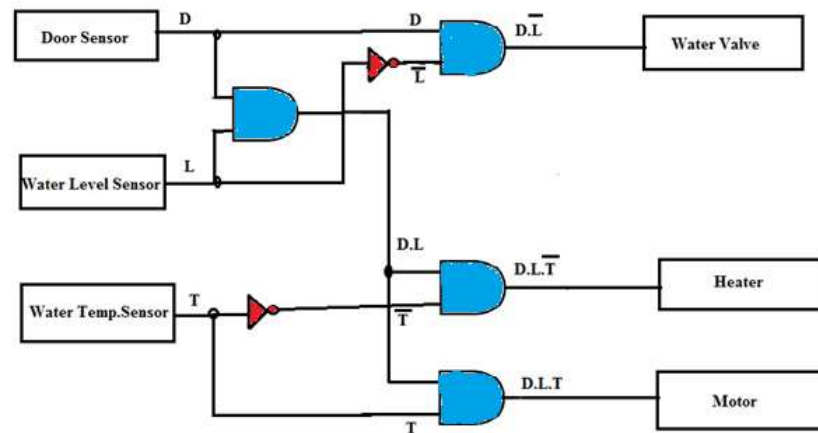 Door Sensor
D
D
D.L̅
Water Valve
L̅
Water Level Sensor
L
D.L
Water Temp.Sensor
T
T̅
D.L.T̅
Heater
D.L.T
Motor
T